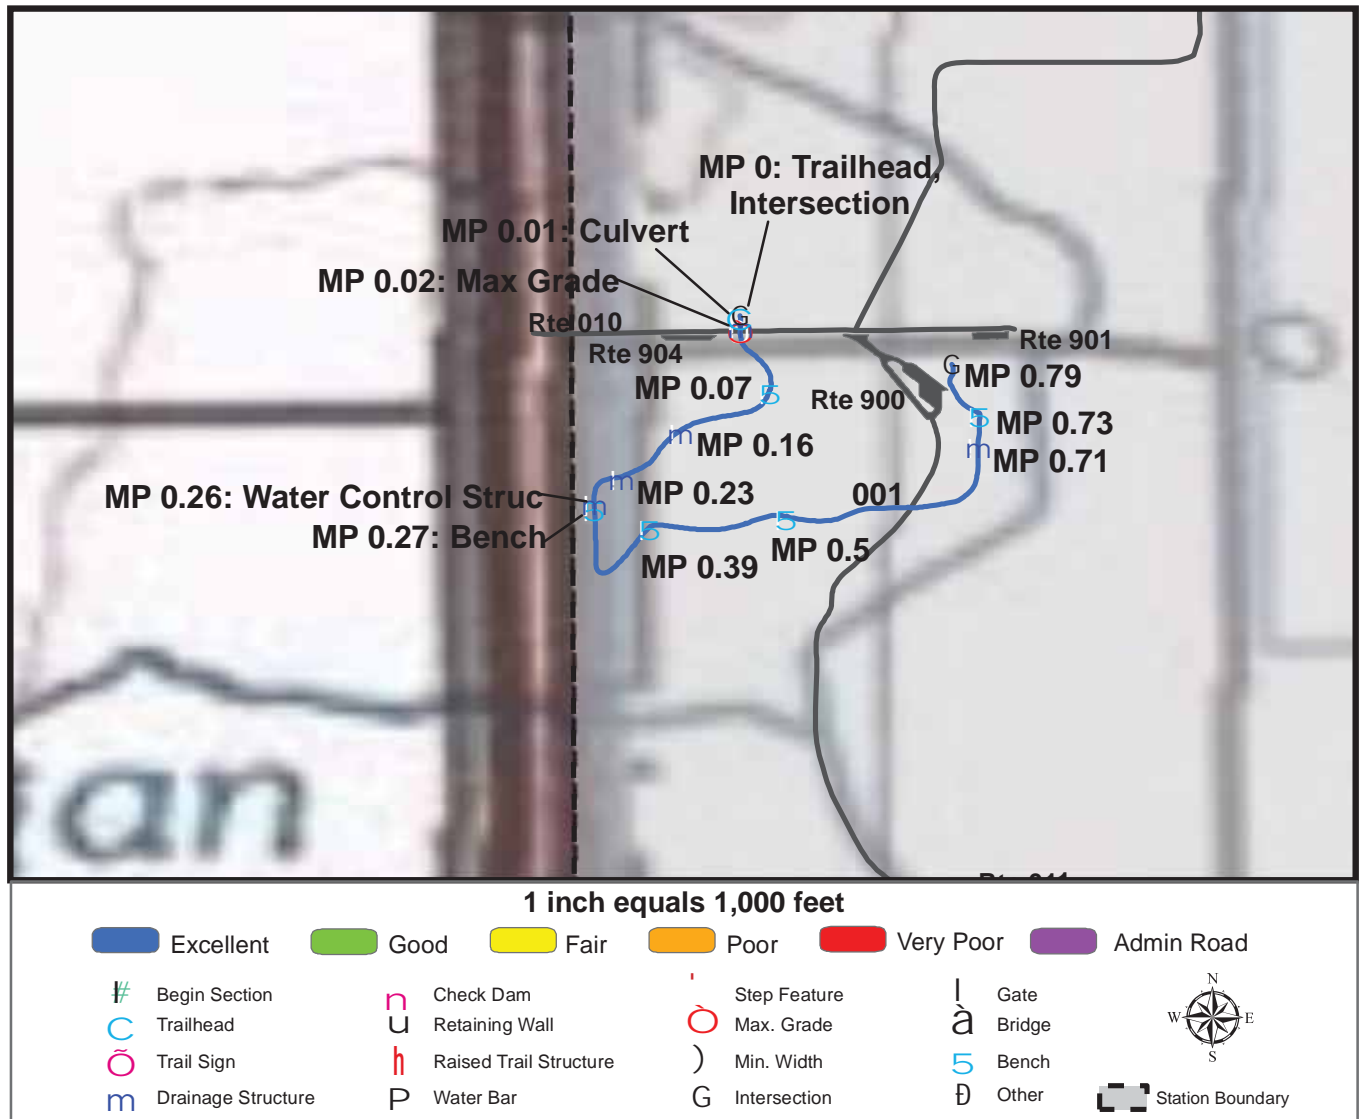 MP 0: Trailhead,
Intersection
MP 0.01: Culvert
MP 0.02: Max Grade
Rte 010
Rte 904
Rte 901
MP 0.07
Rte 900
MP 0.79
MP 0.73
MP 0.16
MP 0.71
MP 0.23
001
MP 0.26: Water Control Struc
MP 0.27: Bench
MP 0.5
MP 0.39
an
1 inch equals 1,000 feet
Excellent
Good
Fair
Poor
Very Poor
Admin Road
# Begin Section
n Check Dam
' Step Feature
l Gate
C Trailhead
u Retaining Wall
Ò Max. Grade
à Bridge
Õ Trail Sign
h Raised Trail Structure
) Min. Width
5 Bench
m Drainage Structure
P Water Bar
G Intersection
Ð Other
Station Boundary
N
W E
S